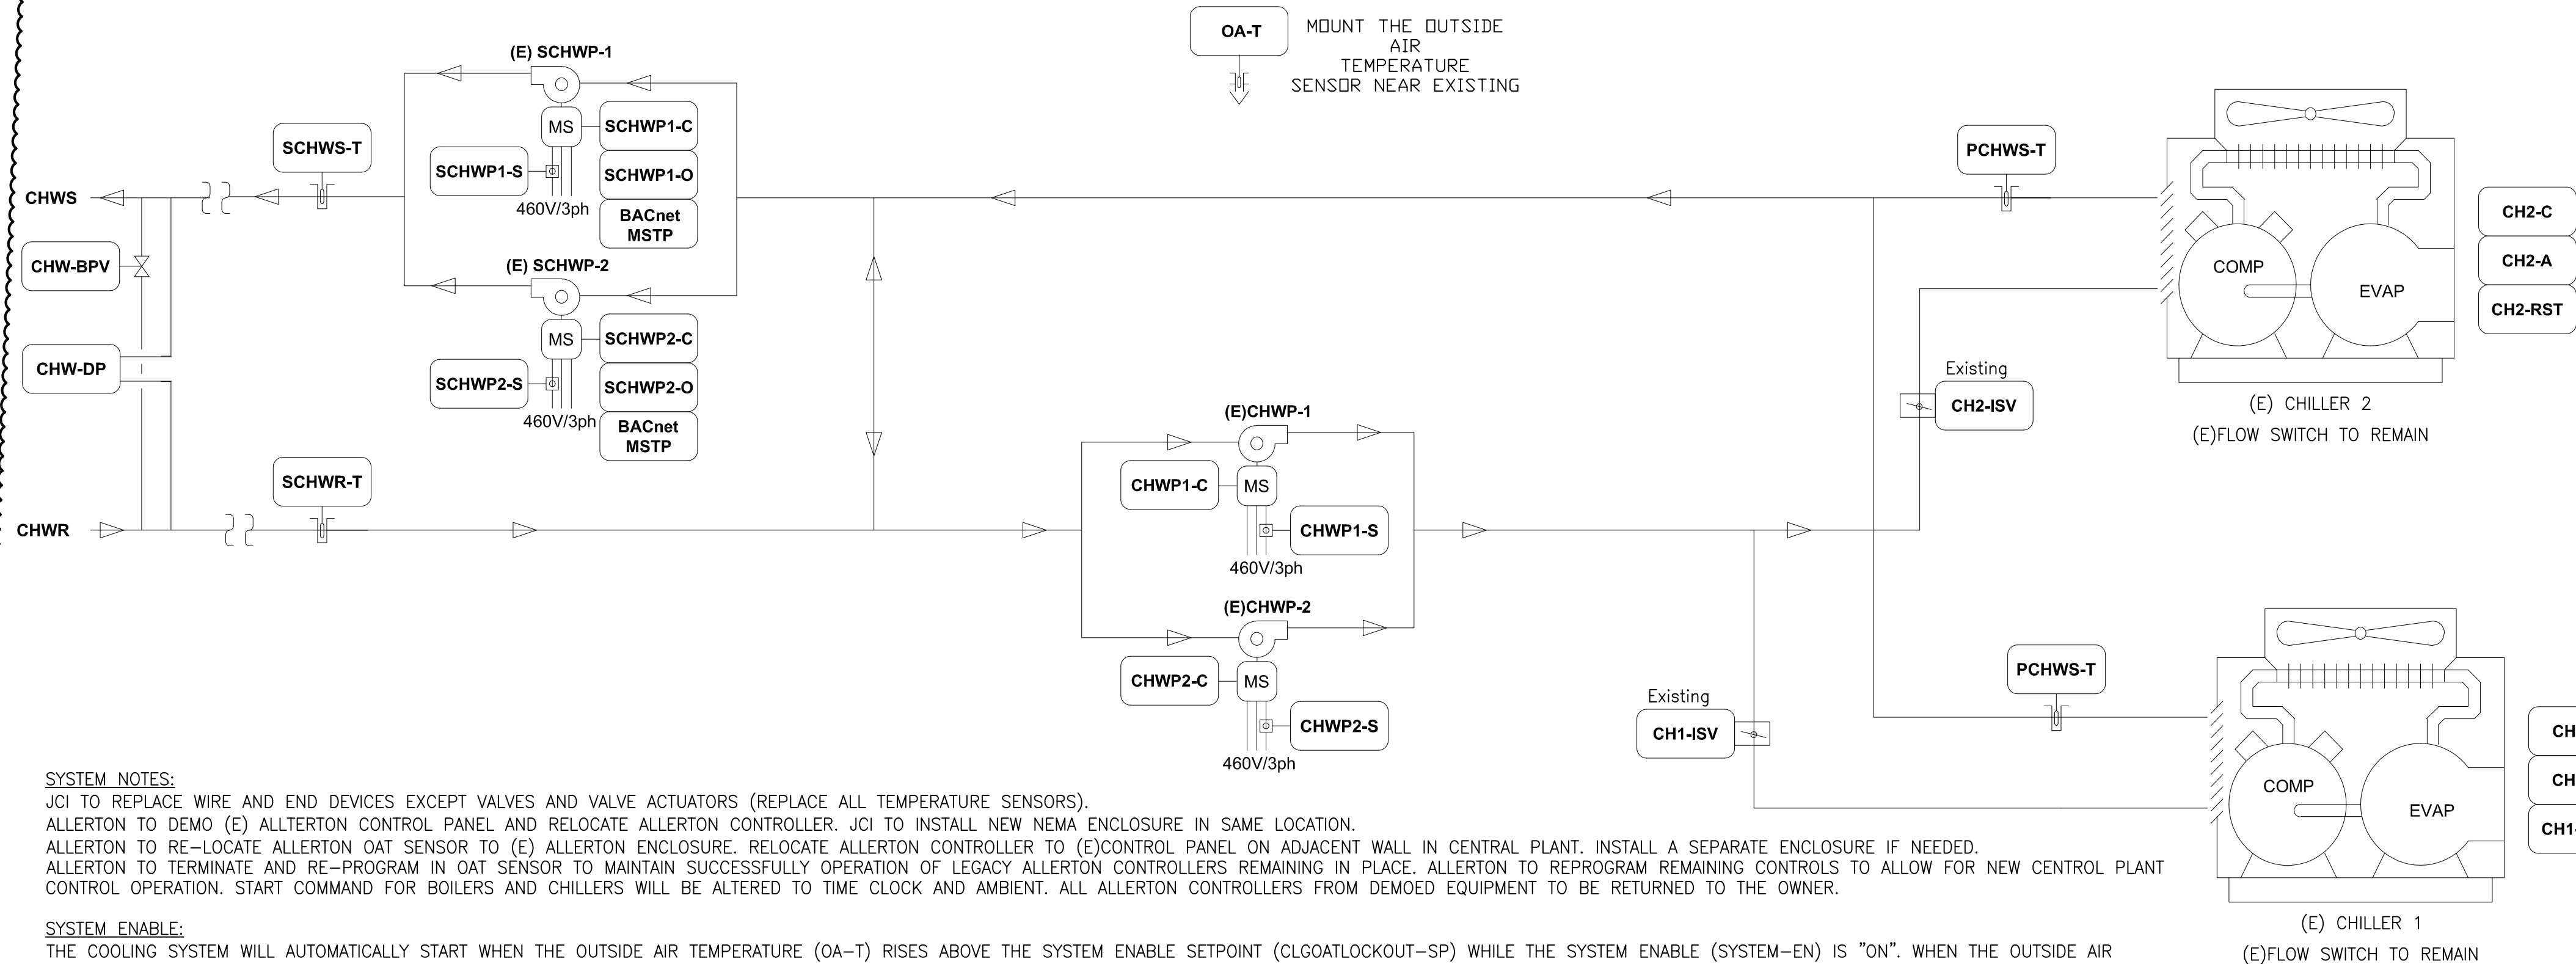 OA-T
MOUNT THE OUTSIDE
AIR
TEMPERATURE
SENSOR NEAR EXISTING
(E) SCHWP-1
MS
SCHWP1-C
SCHWP1-S
SCHWP1-O
460V/3ph
BACnet
MSTP
SCHWS-T
PCHWS-T
CHWS
CHW-BPV
CHW-DP
(E) SCHWP-2
MS
SCHWP2-C
SCHWP2-S
SCHWP2-O
460V/3ph
BACnet
MSTP
COMP
EVAP
CH2-C
CH2-A
CH2-RST
Existing
CH2-ISV
(E) CHILLER 2
(E)FLOW SWITCH TO REMAIN
SCHWR-T
CHWR
(E)CHWP-1
CHWP1-C
MS
CHWP1-S
460V/3ph
(E)CHWP-2
CHWP2-C
MS
CHWP2-S
460V/3ph
Existing
CH1-ISV
PCHWS-T
COMP
EVAP
CH
CH
CH1-
(E) CHILLER 1
(E)FLOW SWITCH TO REMAIN
SYSTEM NOTES:
JCI TO REPLACE WIRE AND END DEVICES EXCEPT VALVES AND VALVE ACTUATORS (REPLACE ALL TEMPERATURE SENSORS).
ALLERTON TO DEMO (E) ALLTERTON CONTROL PANEL AND RELOCATE ALLERTON CONTROLLER. JCI TO INSTALL NEW NEMA ENCLOSURE IN SAME LOCATION.
ALLERTON TO RE-LOCATE ALLERTON OAT SENSOR TO (E) ALLERTON ENCLOSURE. RELOCATE ALLERTON CONTROLLER TO (E)CONTROL PANEL ON ADJACENT WALL IN CENTRAL PLANT. INSTALL A SEPARATE ENCLOSURE IF NEEDED.
ALLERTON TO TERMINATE AND RE-PROGRAM IN OAT SENSOR TO MAINTAIN SUCCESSFULLY OPERATION OF LEGACY ALLERTON CONTROLLERS REMAINING IN PLACE. ALLERTON TO REPROGRAM REMAINING CONTROLS TO ALLOW FOR NEW CENTRAL PLANT
CONTROL OPERATION. START COMMAND FOR BOILERS AND CHILLERS WILL BE ALTERED TO TIME CLOCK AND AMBIENT. ALL ALLERTON CONTROLLERS FROM DEMOED EQUIPMENT TO BE RETURNED TO THE OWNER.
SYSTEM ENABLE:
THE COOLING SYSTEM WILL AUTOMATICALLY START WHEN THE OUTSIDE AIR TEMPERATURE (OA-T) RISES ABOVE THE SYSTEM ENABLE SETPOINT (CLGOATLOCKOUT-SP) WHILE THE SYSTEM ENABLE (SYSTEM-EN) IS "ON". WHEN THE OUTSIDE AIR